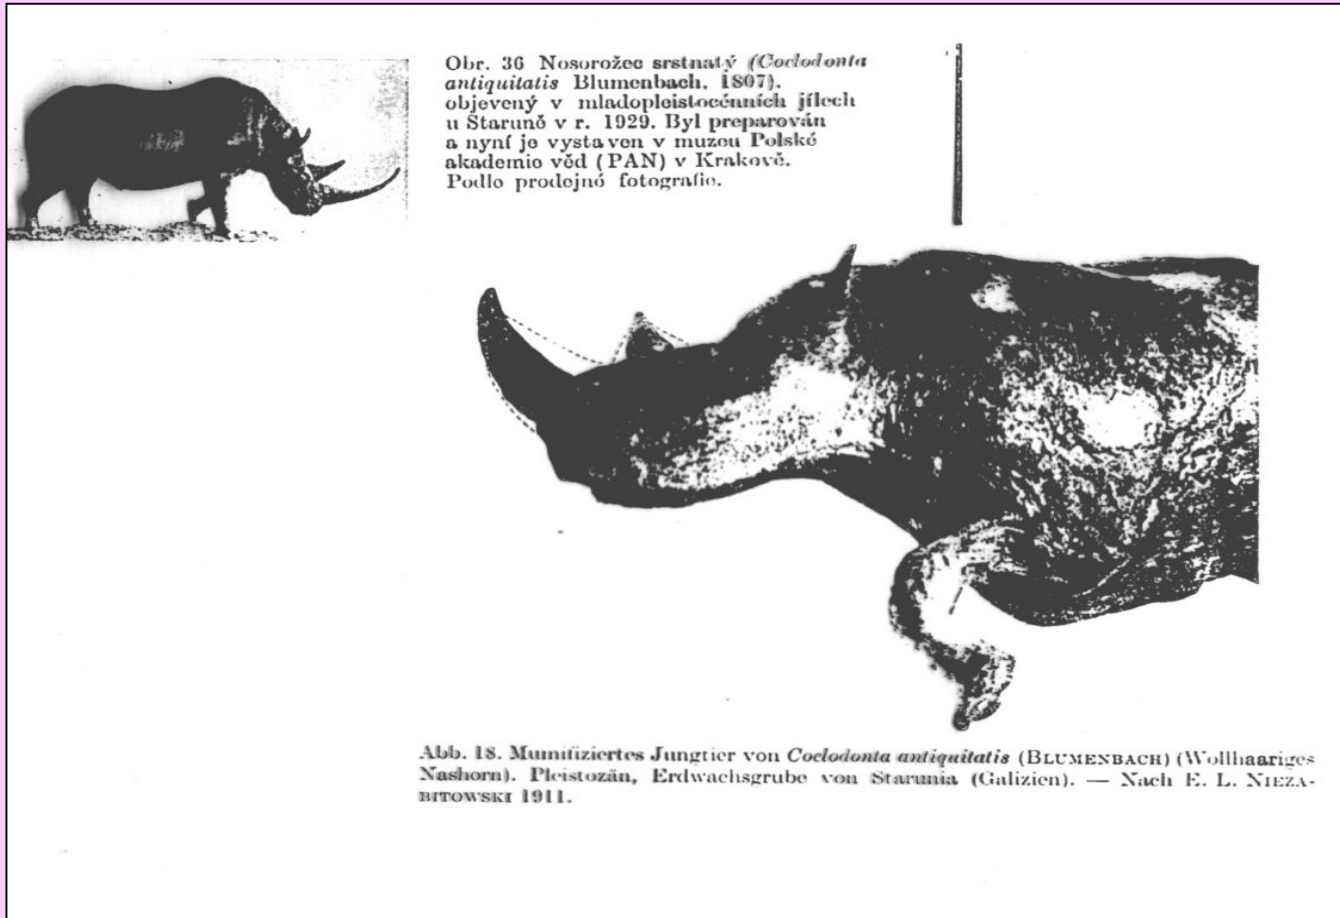 Obr. 36 Nosorožec srstnatý (Coelodonta
antiquitatis Blumenbach. 1807).
objevený v mladopleistocénních jílech
u Staruně v r. 1929. Byl preparován
a nyní je vystaven v muzeu Polské
akademie věd (PAN) v Krakově.
Podle prodejné fotografie.
Abb. 18. Mumifiziertes Jungtier von Coelodonta antiquitatis (BLUMENBACH) (Wollhaariges
Nashorn). Pleistozän, Erdwachsgrube von Starunia (Galizien). — Nach E. L. NIEZA-
BITOWSKI 1911.